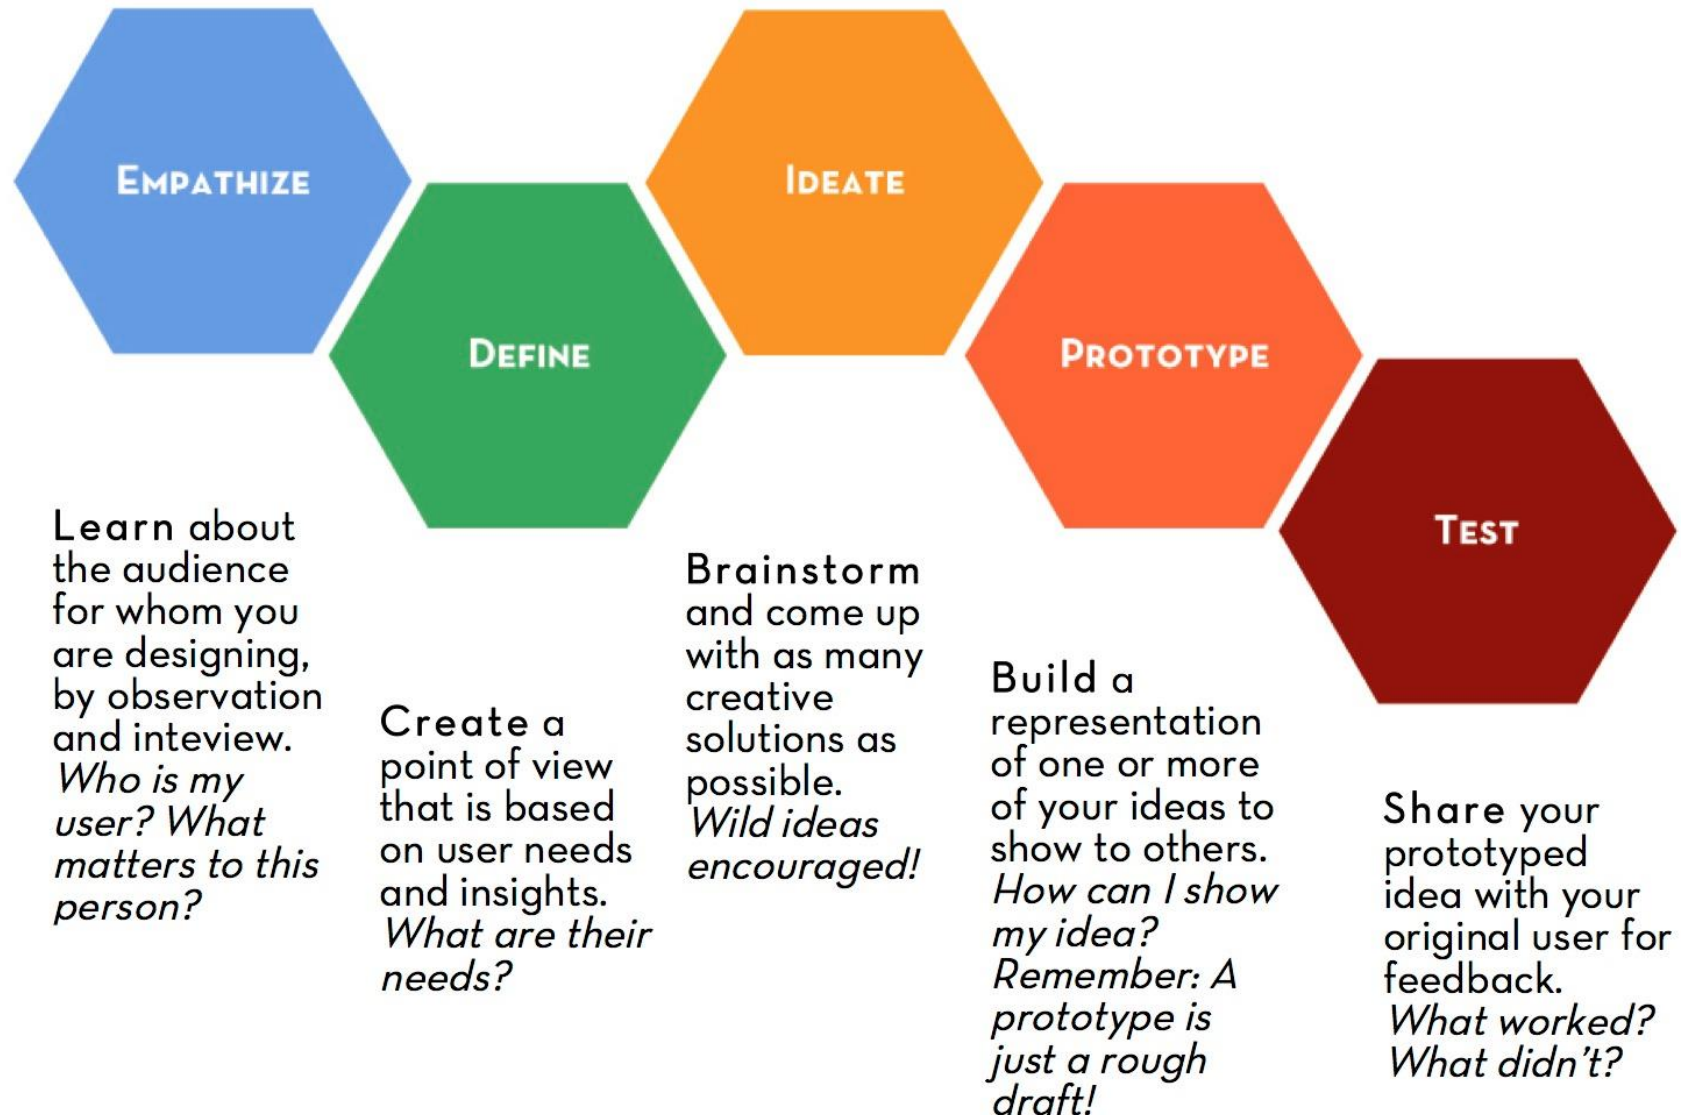 EMPATHIZE
DEFINE
IDEATE
PROTOTYPE
TEST
Learn about
the audience
for whom you
are designing,
by observation
and inteview.
Who is my
user? What
matters to this
person?
Create a
point of view
that is based
on user needs
and insights.
What are their
needs?
Brainstorm
and come up
with as many
creative
solutions as
possible.
Wild ideas
encouraged!
Build a
representation
of one or more
of your ideas to
show to others.
How can I show
my idea?
Remember: A
prototype is
just a rough
draft!
Share your
prototyped
idea with your
original user for
feedback.
What worked?
What didn't?